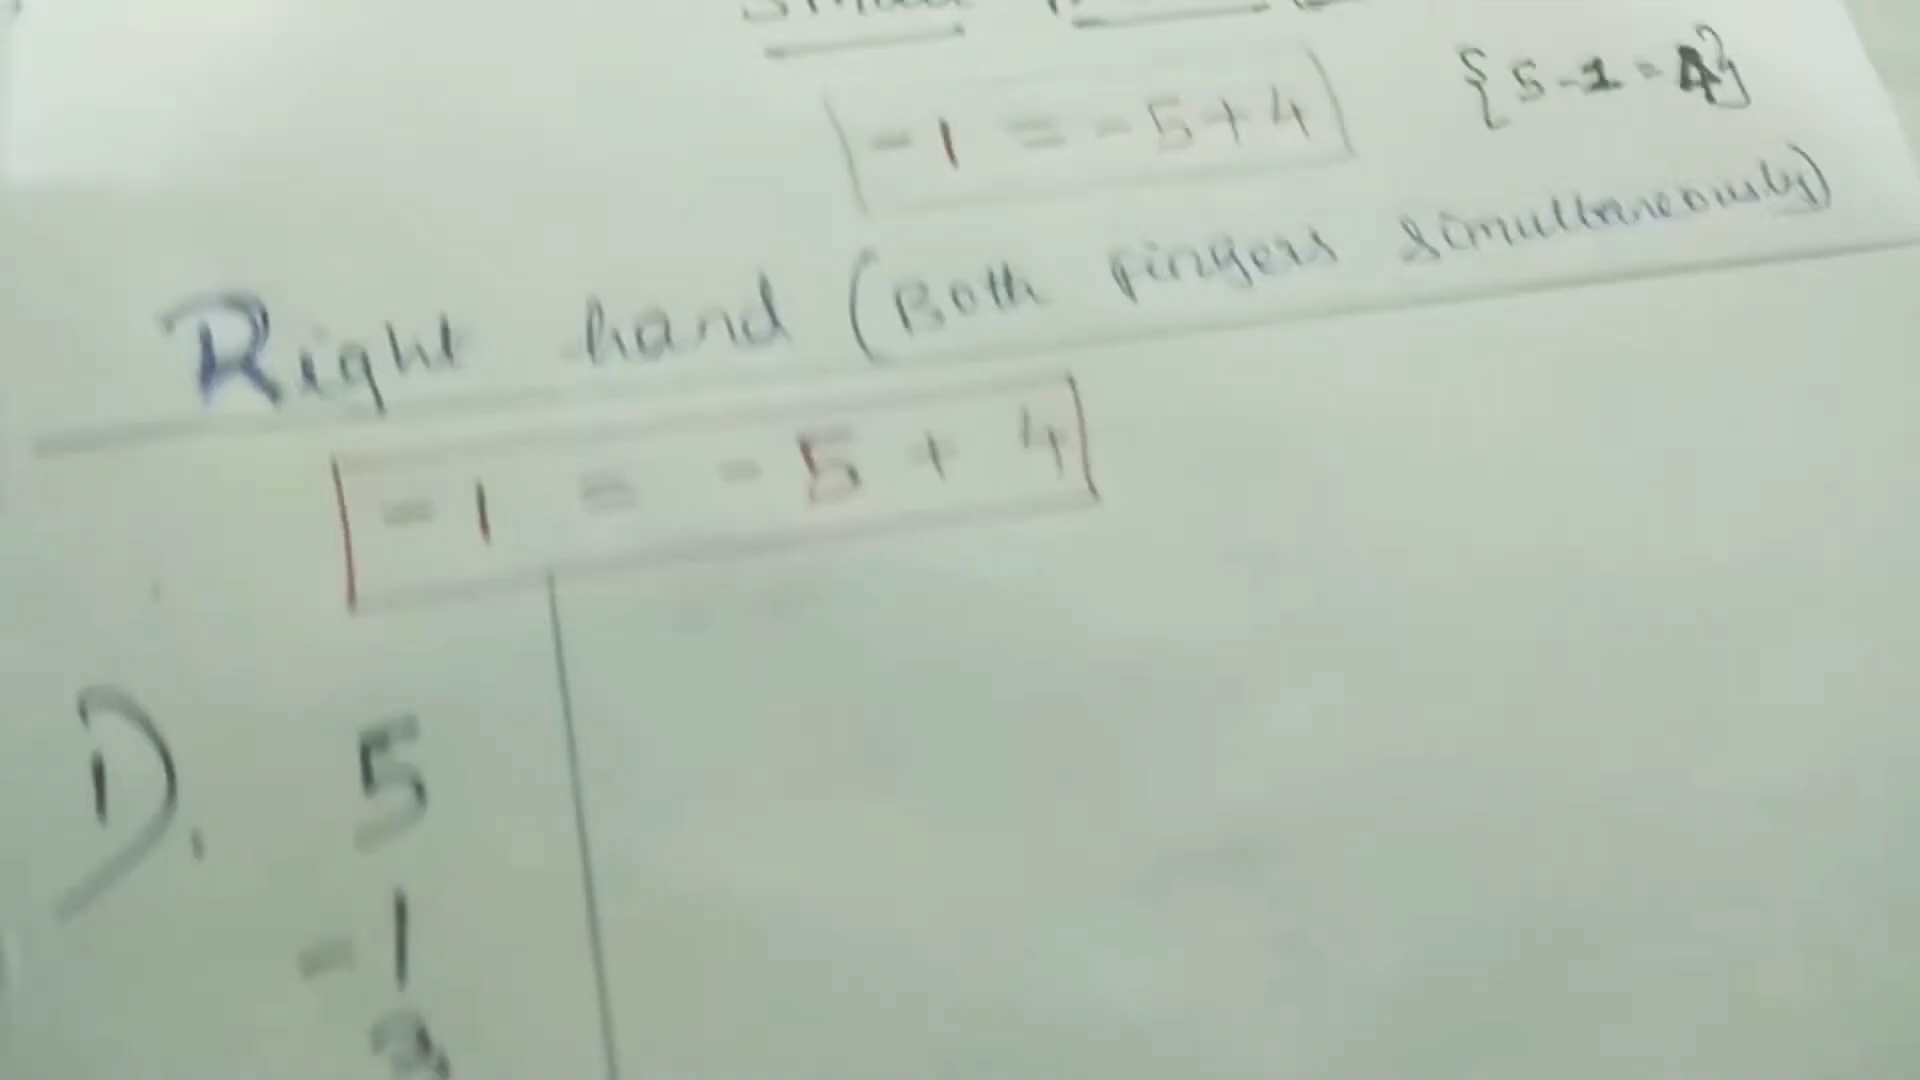 -1 = -5+4 {5-1=4}
Right hand (Both fingers simultaneously)
-1 = -5 + 4
1). 5
-1